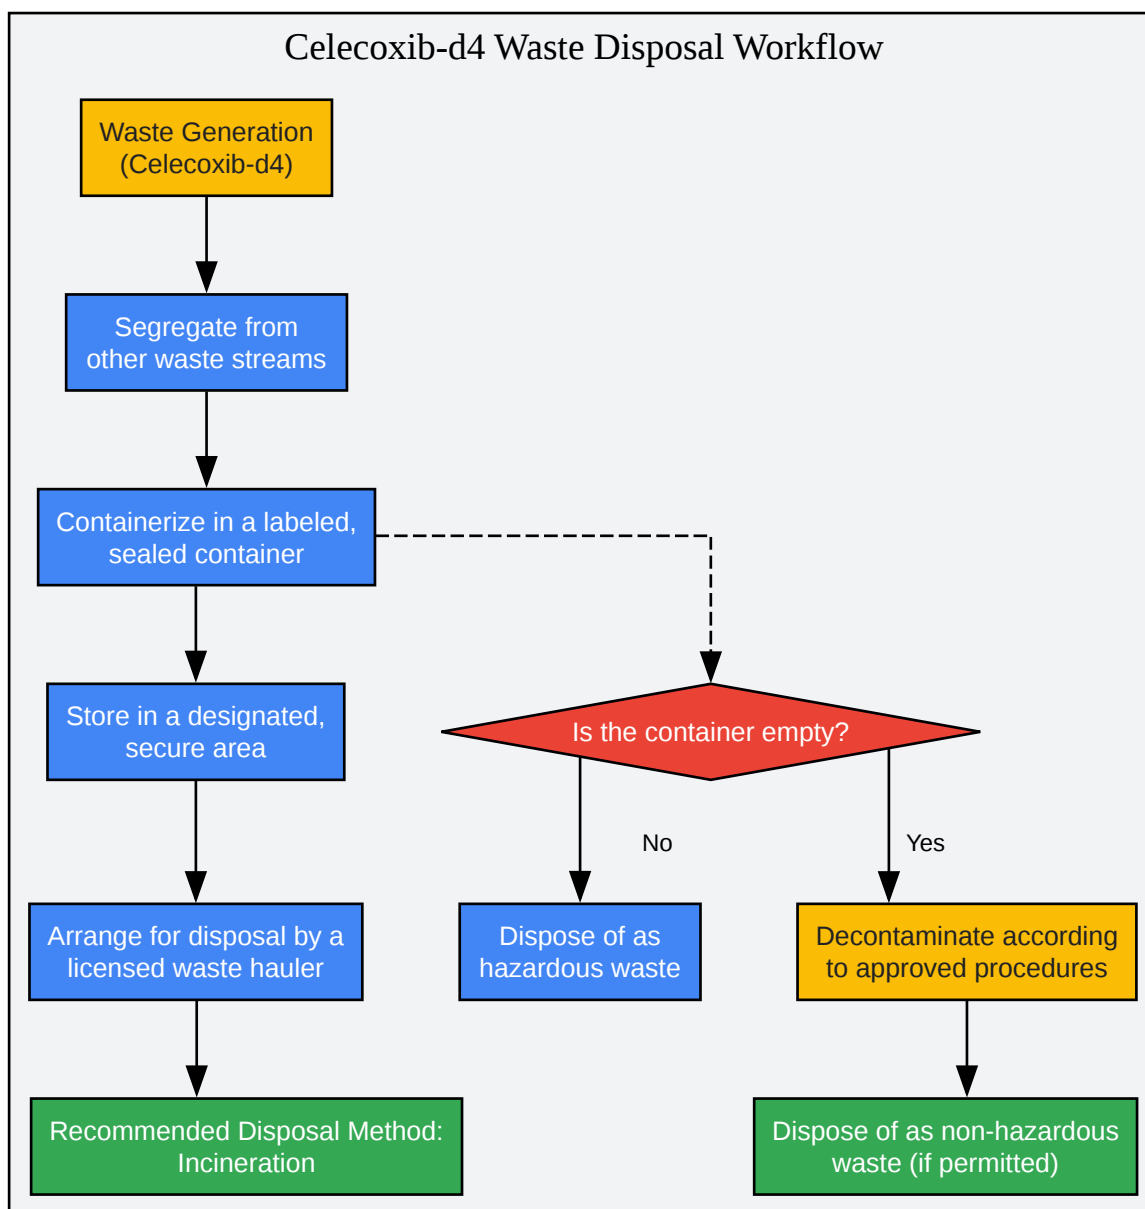 Celecoxib-d4 Waste Disposal Workflow
Waste Generation
(Celecoxib-d4)
Segregate from
other waste streams
Containerize in a labeled,
sealed container
Store in a designated,
secure area
Is the container empty?
No
Yes
Arrange for disposal by a
licensed waste hauler
Dispose of as
hazardous waste
Decontaminate according
to approved procedures
Recommended Disposal Method:
Incineration
Dispose of as non-hazardous
waste (if permitted)